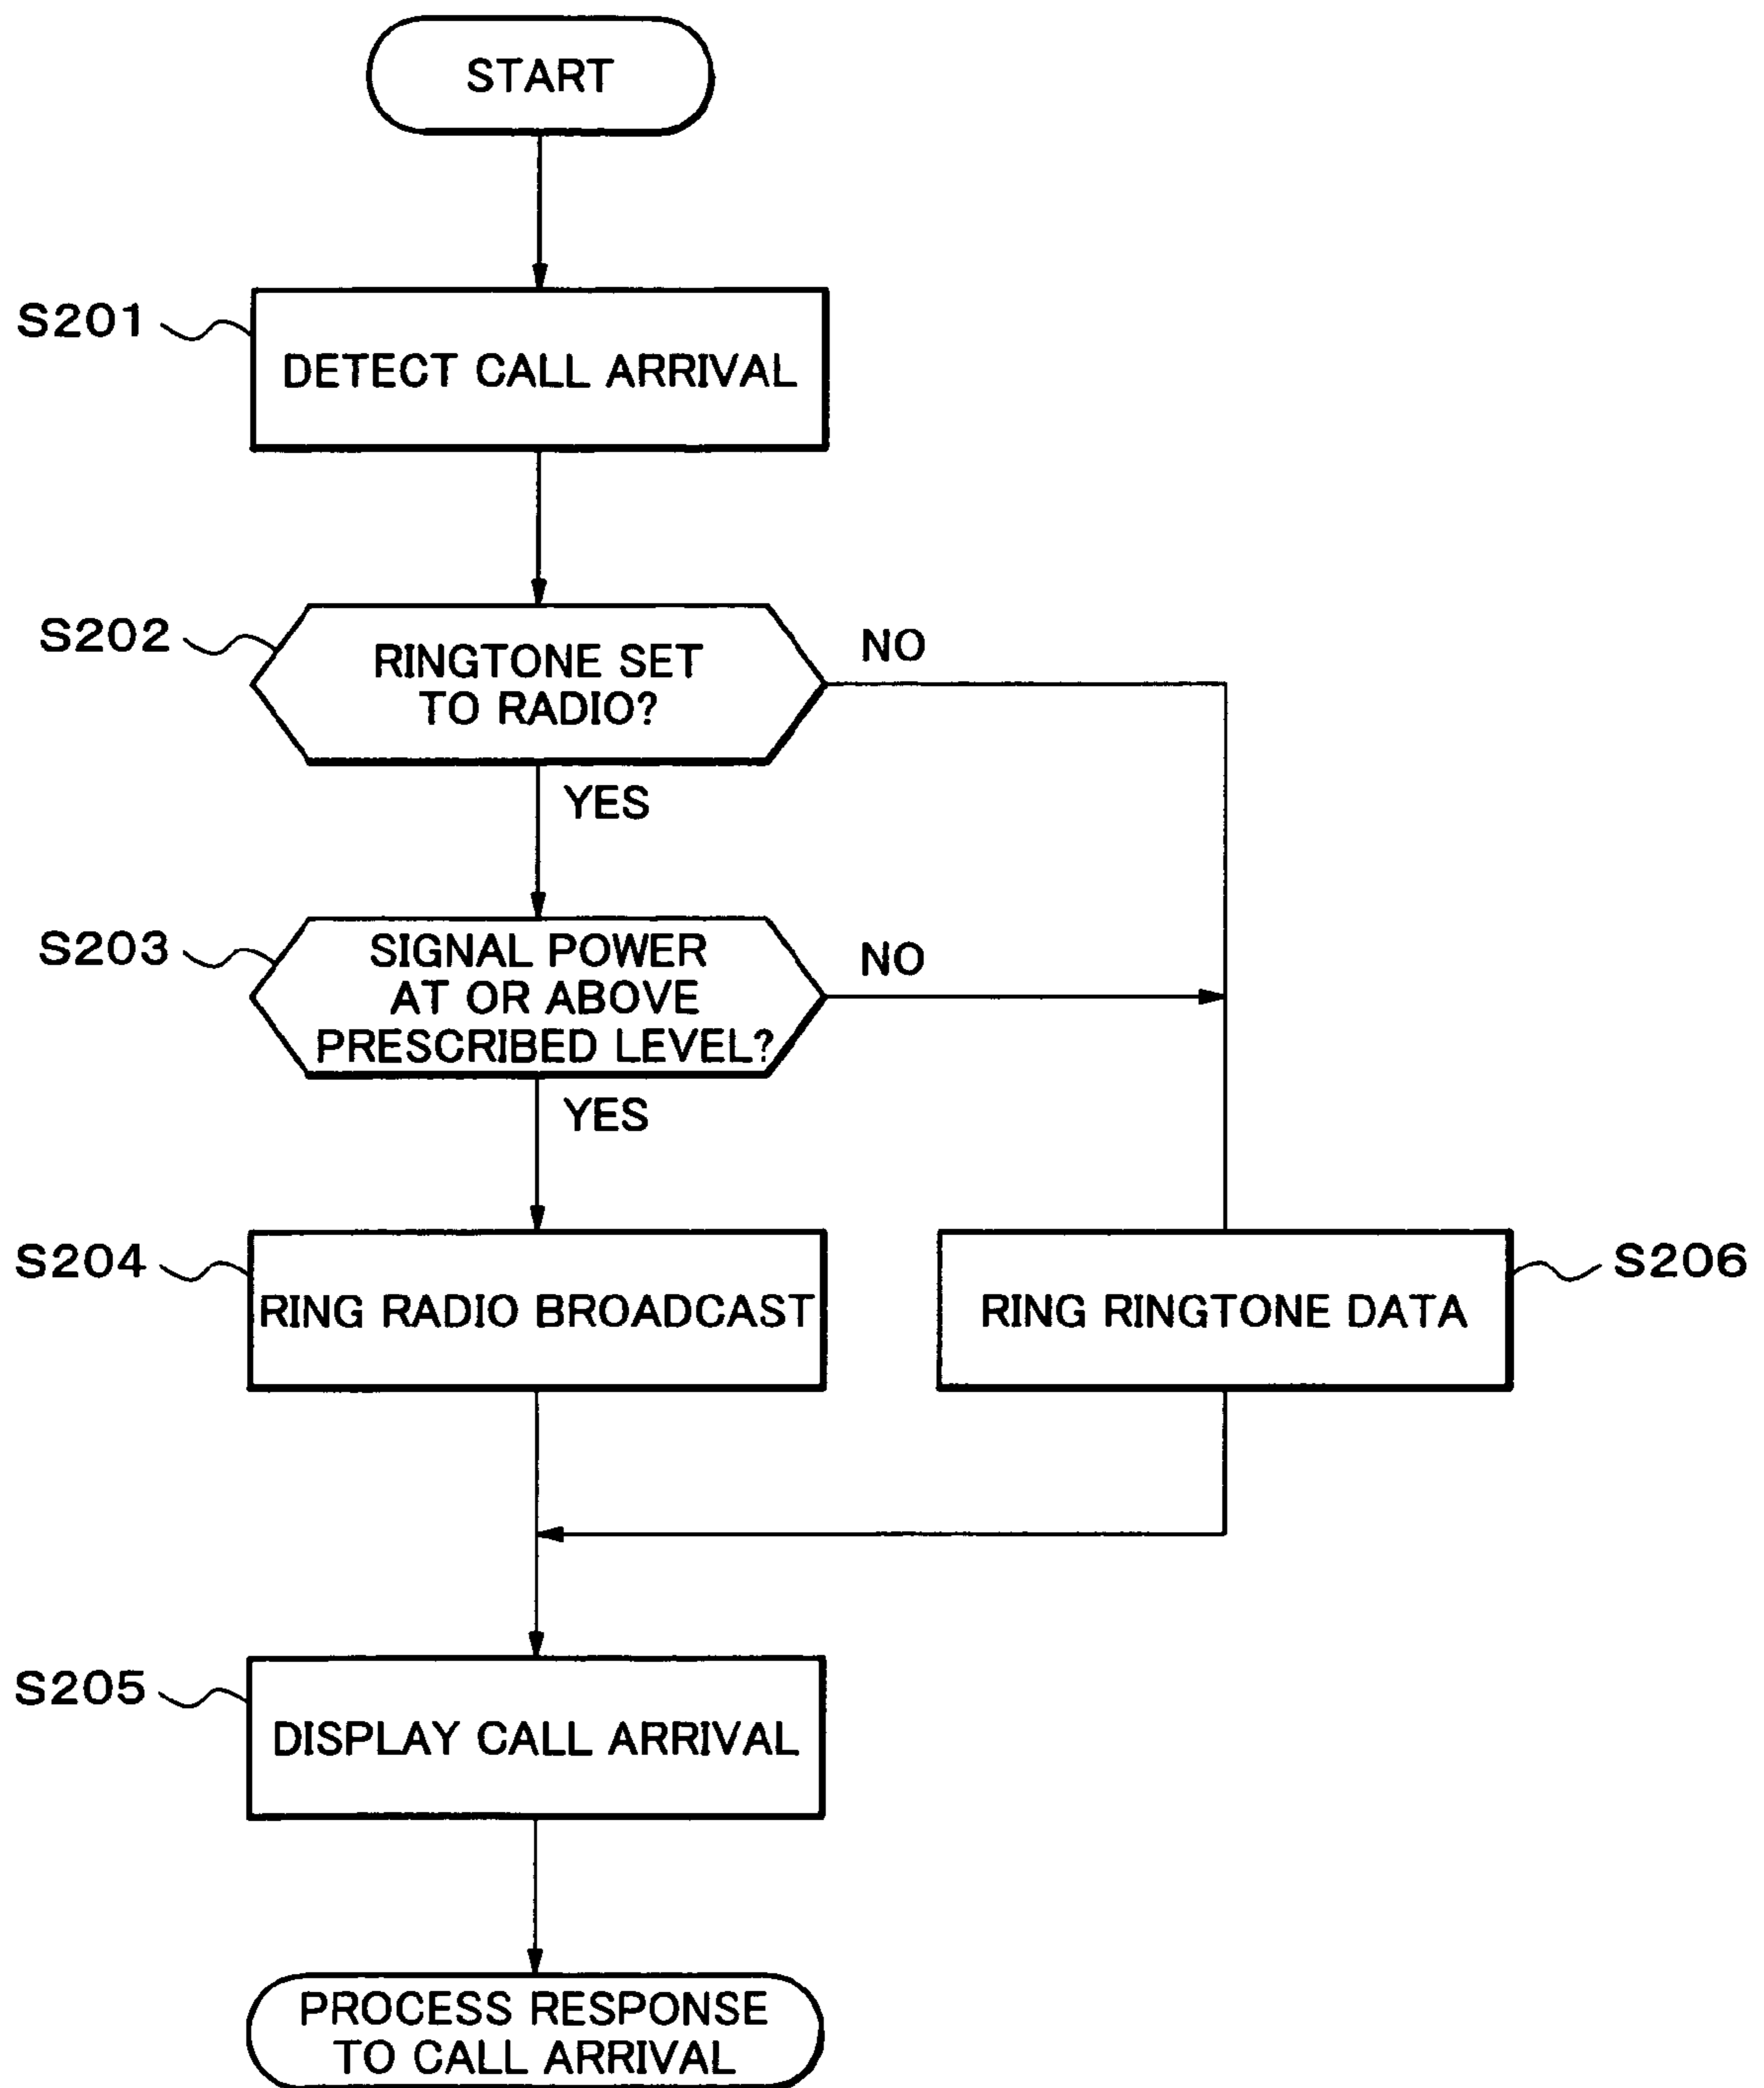 START
S201
DETECT CALL ARRIVAL
S202
RINGTONE SET
TO RADIO?
NO
YES
S203
SIGNAL POWER
AT OR ABOVE
PRESCRIBED LEVEL?
NO
YES
S204
RING RADIO BROADCAST
S206
RING RINGTONE DATA
S205
DISPLAY CALL ARRIVAL
PROCESS RESPONSE
TO CALL ARRIVAL